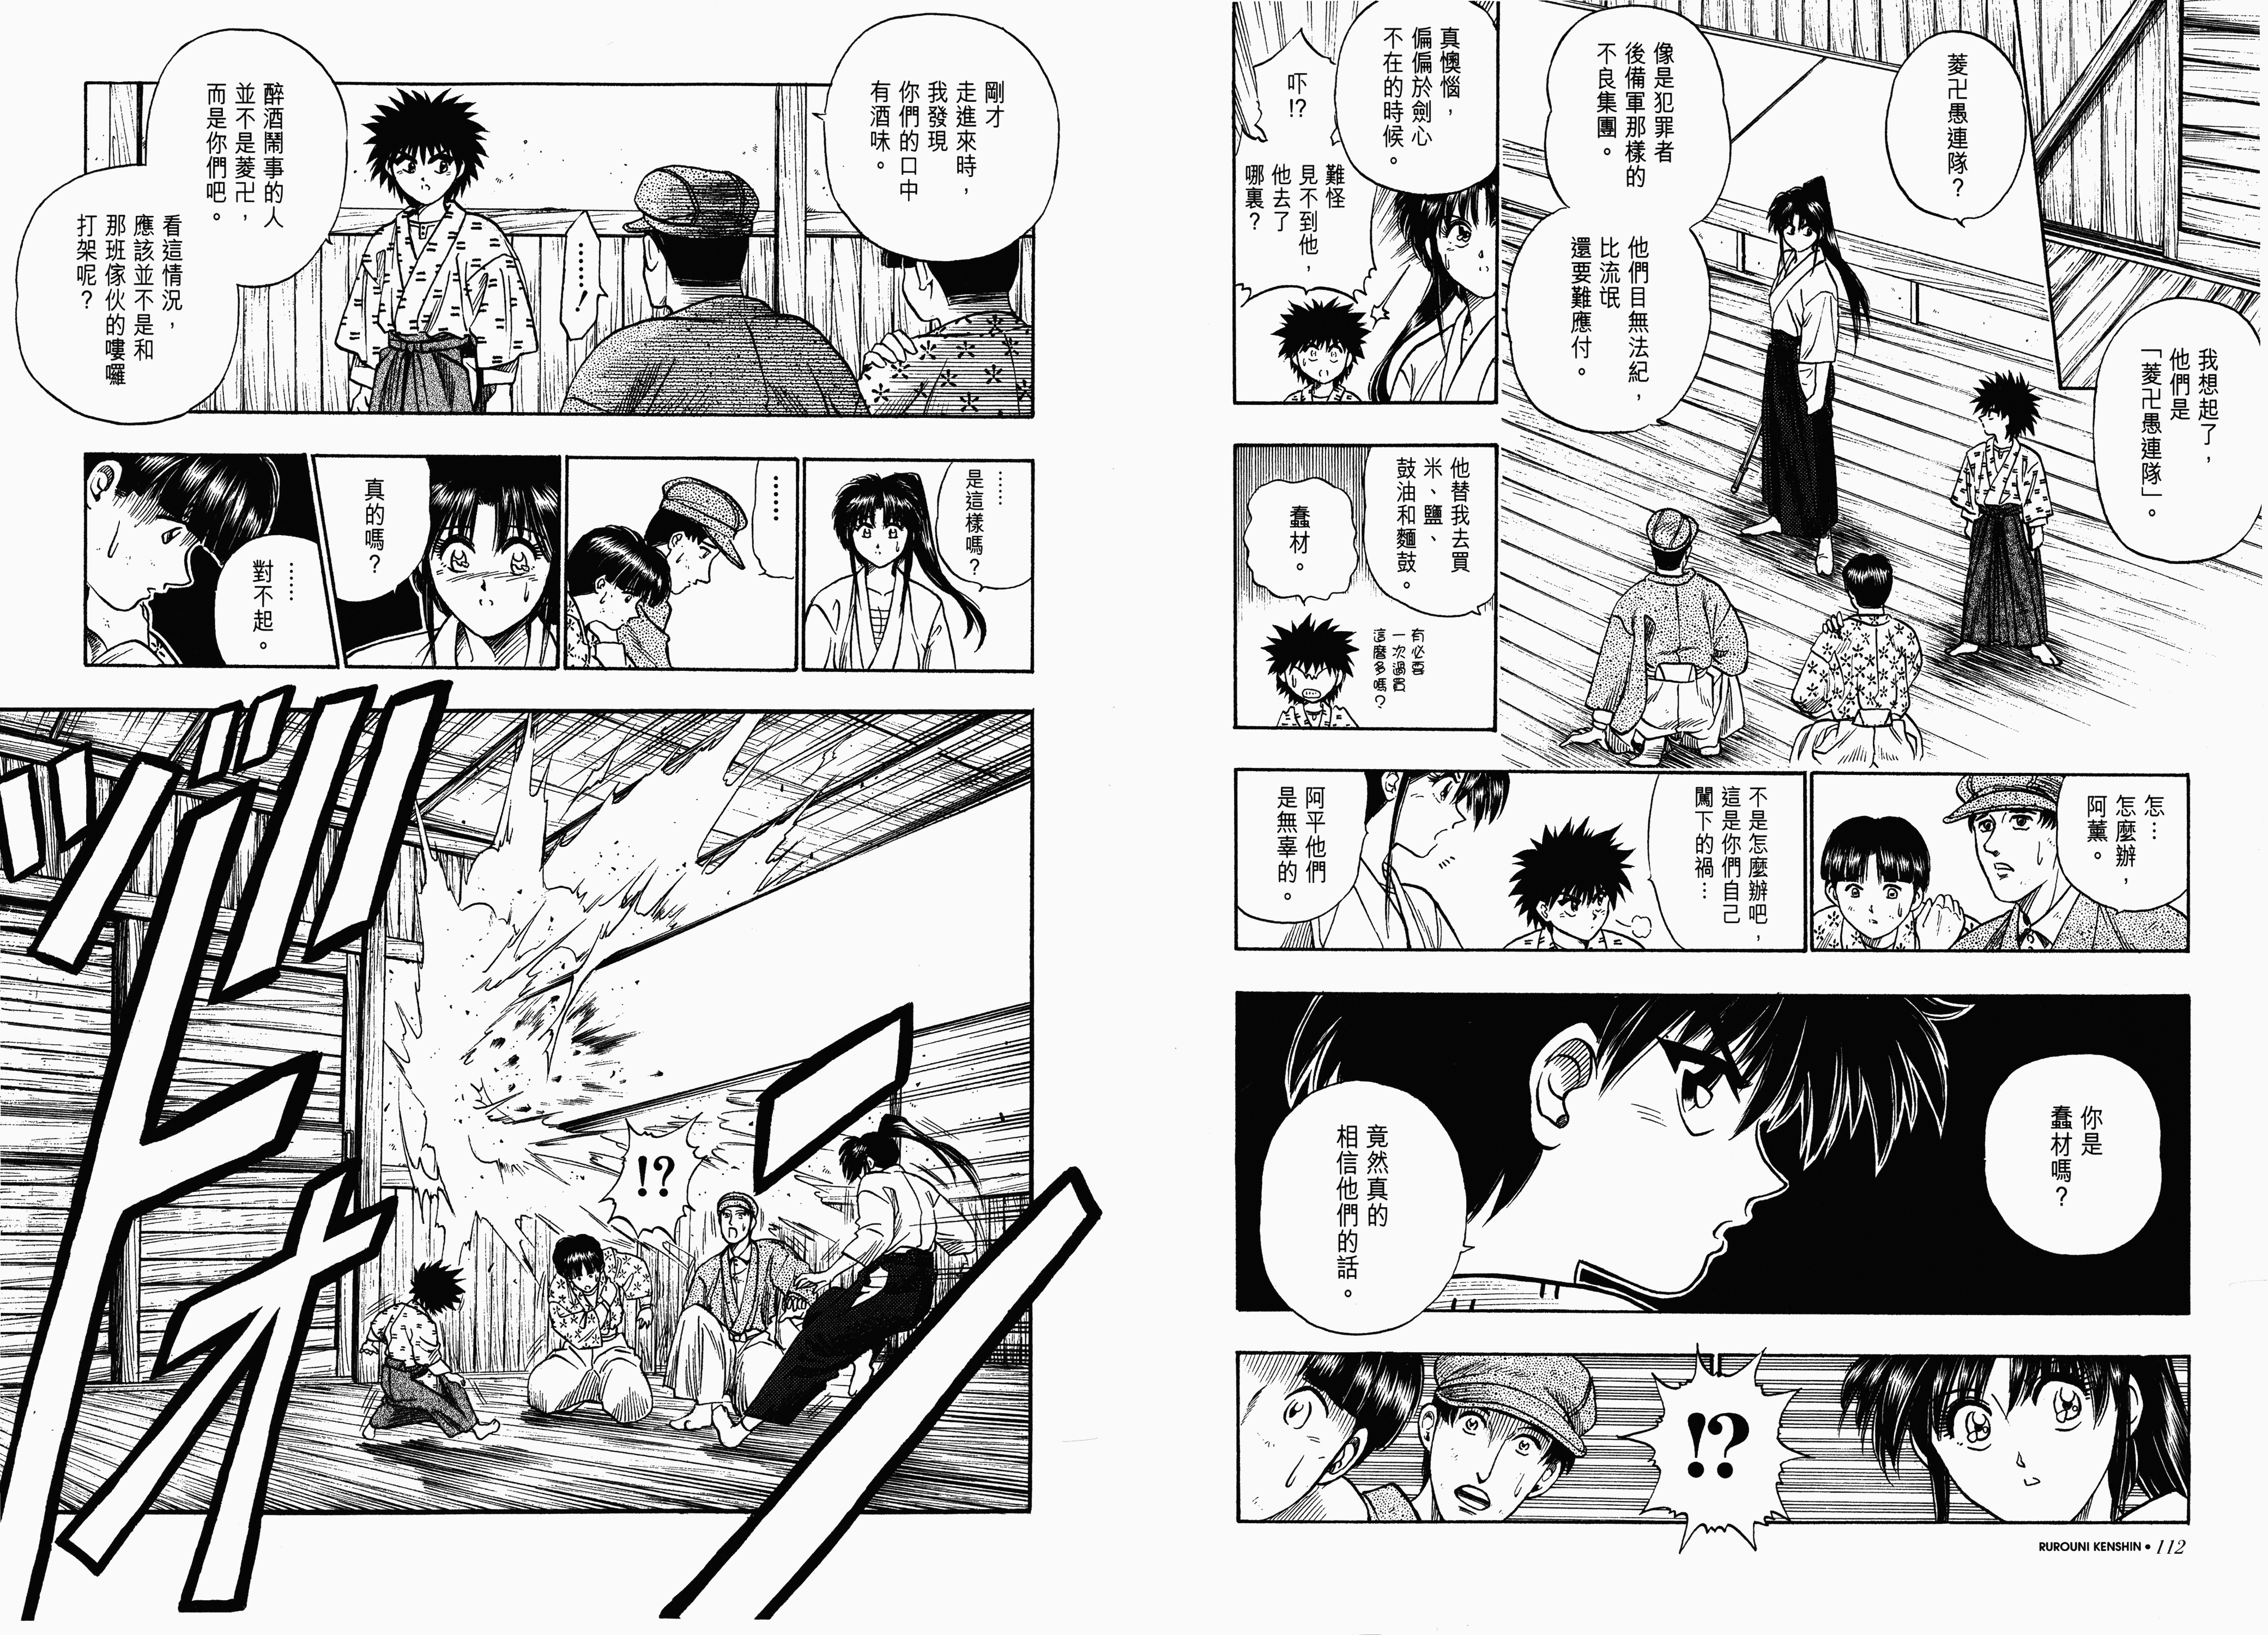 菱卍愚連隊？
我想起了，
他們是
「菱卍愚連隊」。
像是犯罪者
後備軍那樣的
不良集團。
他們目無法紀，
比流氓
還要難應付。
真懊惱，
偏偏於劍心
不在的時候。
吓!?
難怪
見不到他，
他去了
哪裏？
他替我去買
米、鹽、
鼓油和麵鼓。
蠢材。
有必要
一次過買
這麼多嗎？
怎…
怎麼辦，
阿薰。
不是怎麼辦吧，
這是你們自己
闖下的禍…
阿平他們
是無辜的。
你是
蠢材嗎？
竟然真的
相信他們的話。
!?
RUROUNI KENSHIN • 112
剛才
走進來時，
我發現
你們的口中
有酒味。
……！
醉酒鬧事的人
並不是菱卍，
而是你們吧。
看這情況，
應該並不是和
那班傢伙的嘍囉
打架呢？
……
是這樣嗎？
……
真的嗎？
……
對不起。
!?
ドオッ
ドオン